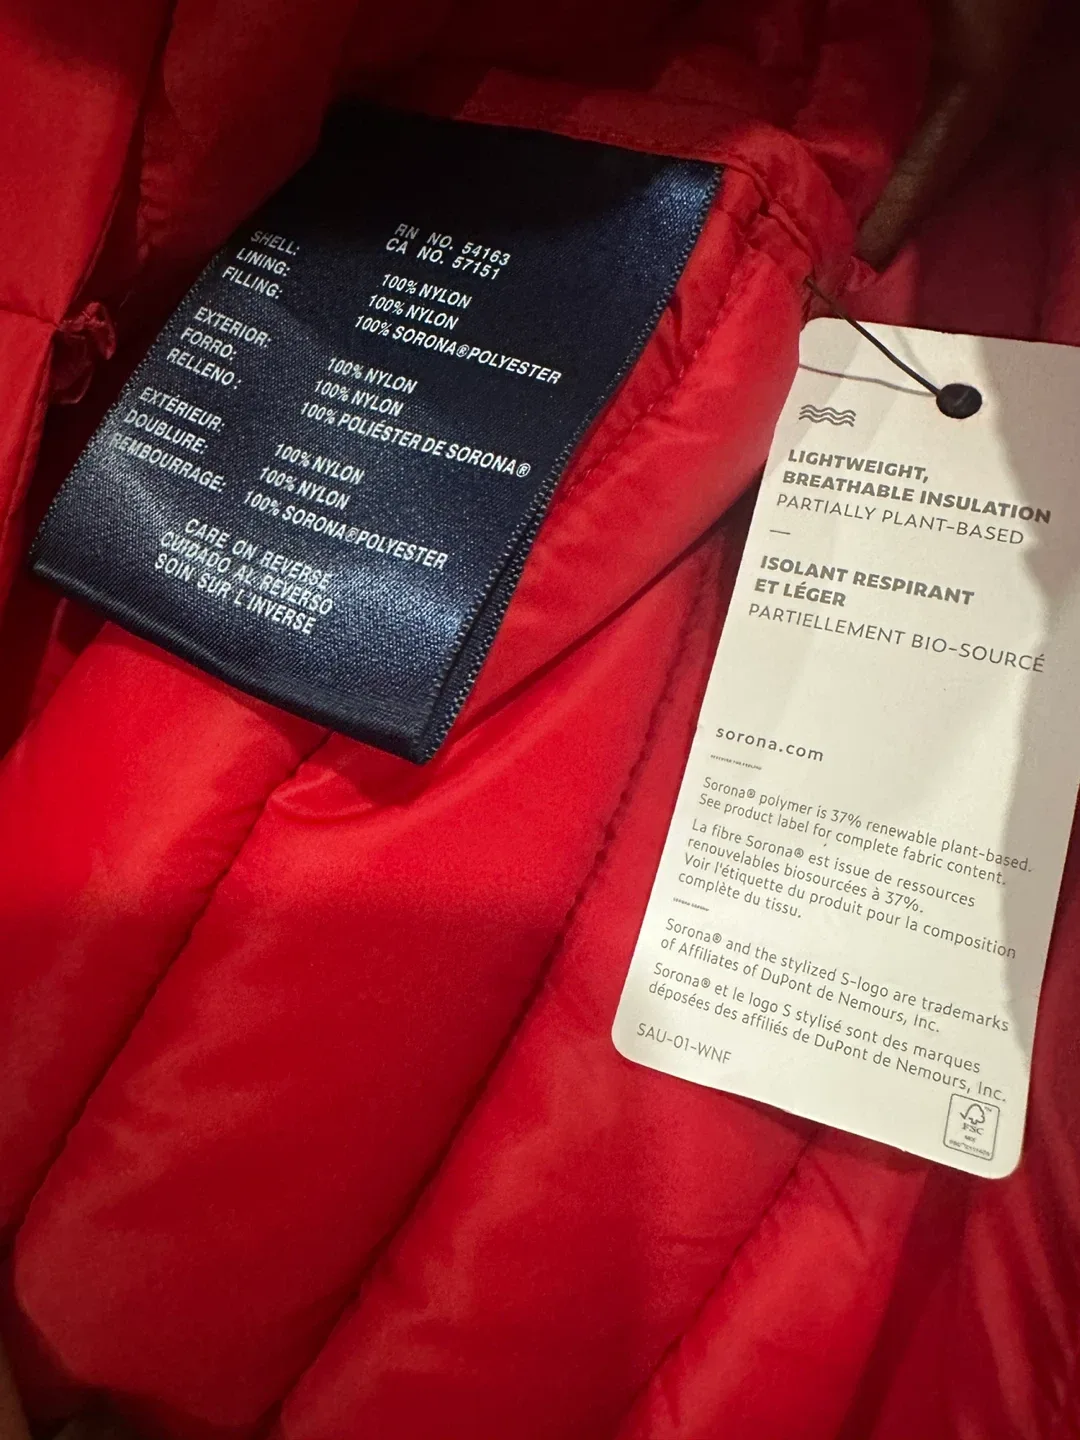 RN NO. 54163
CA NO. 57151
SHELL: 100% NYLON
LINING: 100% NYLON
FILLING: 100% SORONA® POLYESTER
EXTERIOR: 100% NYLON
FORRO: 100% NYLON
RELLENO: 100% POLIESTER DE SORONA®
EXTÉRIEUR: 100% NYLON
DOUBLURE: 100% NYLON
REMBOURRAGE: 100% SORONA® POLYESTER
CARE ON REVERSE
CUIDADO AL REVERSO
SOIN SUR L'INVERSE
LIGHTWEIGHT,
BREATHABLE INSULATION
PARTIALLY PLANT-BASED
—
ISOLANT RESPIRANT
ET LÉGER
PARTIELLEMENT BIO-SOURCÉ
sorona.com
Sorona® polymer is 37% renewable plant-based.
See product label for complete fabric content.
La fibre Sorona® est issue de ressources
renouvelables biosourcées à 37%.
Voir l'étiquette du produit pour la composition
complète du tissu.
Sorona® and the stylized S-logo are trademarks
of Affiliates of DuPont de Nemours, Inc.
Sorona® et le logo S stylisé sont des marques
déposées des affiliés de DuPont de Nemours, Inc.
SAU-01-WNF
FSC